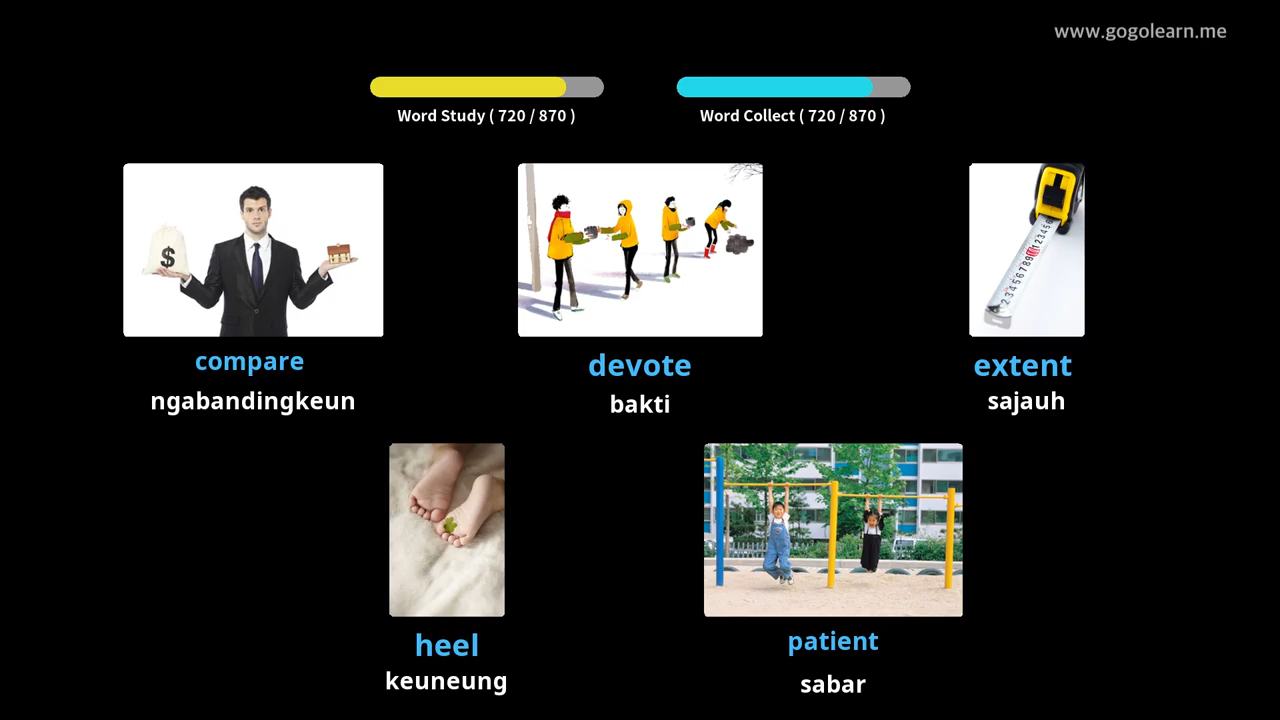 www.gogolearn.me
Word Study ( 720 / 870 )
Word Collect ( 720 / 870 )
$
compare
ngabandingkeun
devote
bakti
extent
sajauh
heel
keuneung
patient
sabar